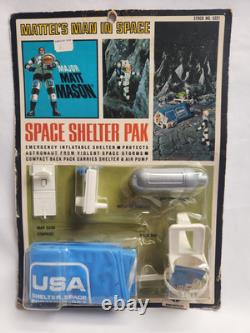 MATTEL'S MAN IN SPACE
STOCK NO.
MAJOR
MATT
MASON
SPACE SHELTER PAK
EMERGENCY INFLATABLE SHELTER • PROTECTS
ASTRONAUT FROM VIOLENT SPACE STORMS •
COMPACT BACK PACK CARRIES SHELTER & AIR PUMP
USA
SHELTER, SPACE